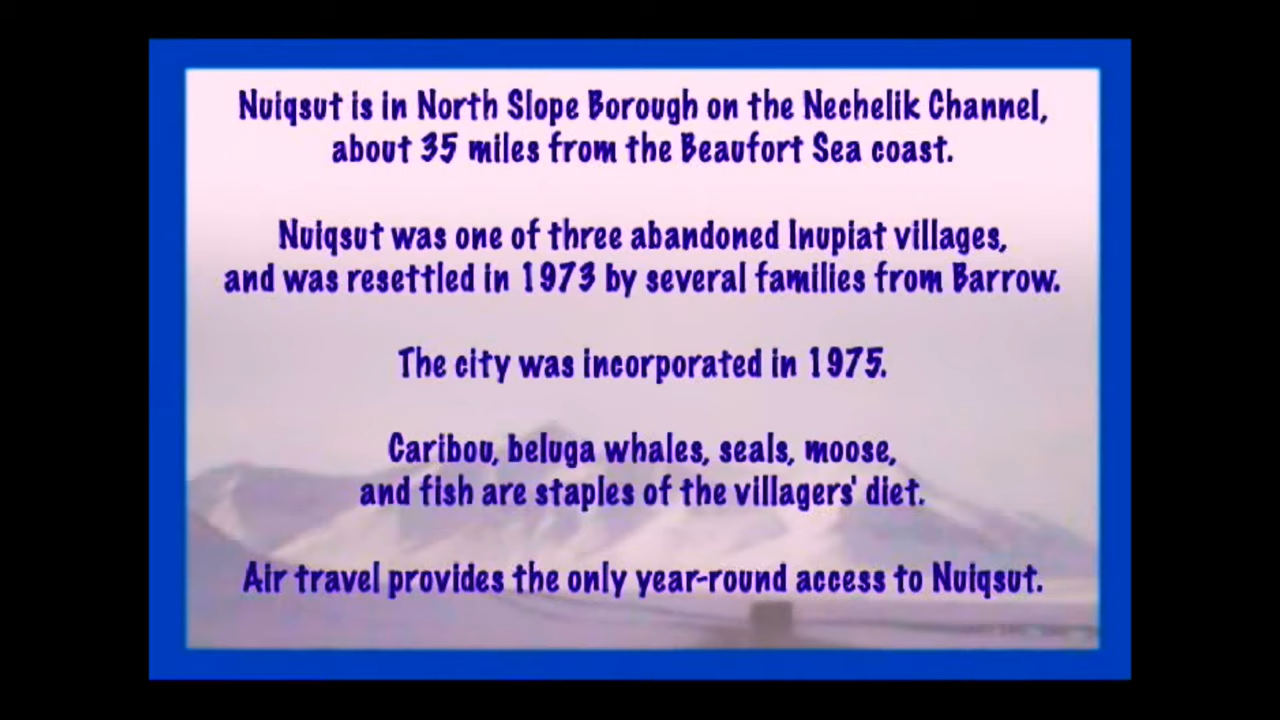 Nuiqsut is in North Slope Borough on the Nechelik Channel,
about 35 miles from the Beaufort Sea coast.
Nuiqsut was one of three abandoned Inupiat villages,
and was resettled in 1973 by several families from Barrow.
The city was incorporated in 1975.
Caribou, beluga whales, seals, moose,
and fish are staples of the villagers' diet.
Air travel provides the only year-round access to Nuiqsut.